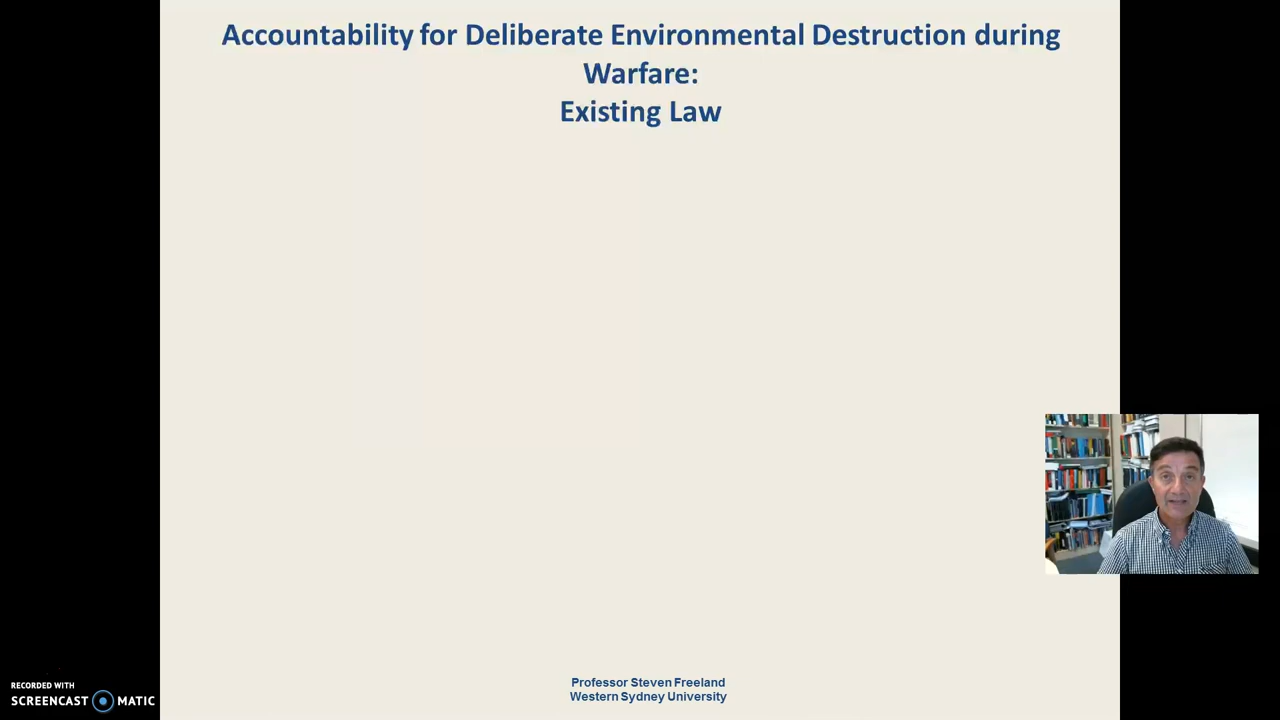 Accountability for Deliberate Environmental Destruction during
Warfare:
Existing Law
Professor Steven Freeland
Western Sydney University
RECORDED WITH
SCREENCAST MATIC